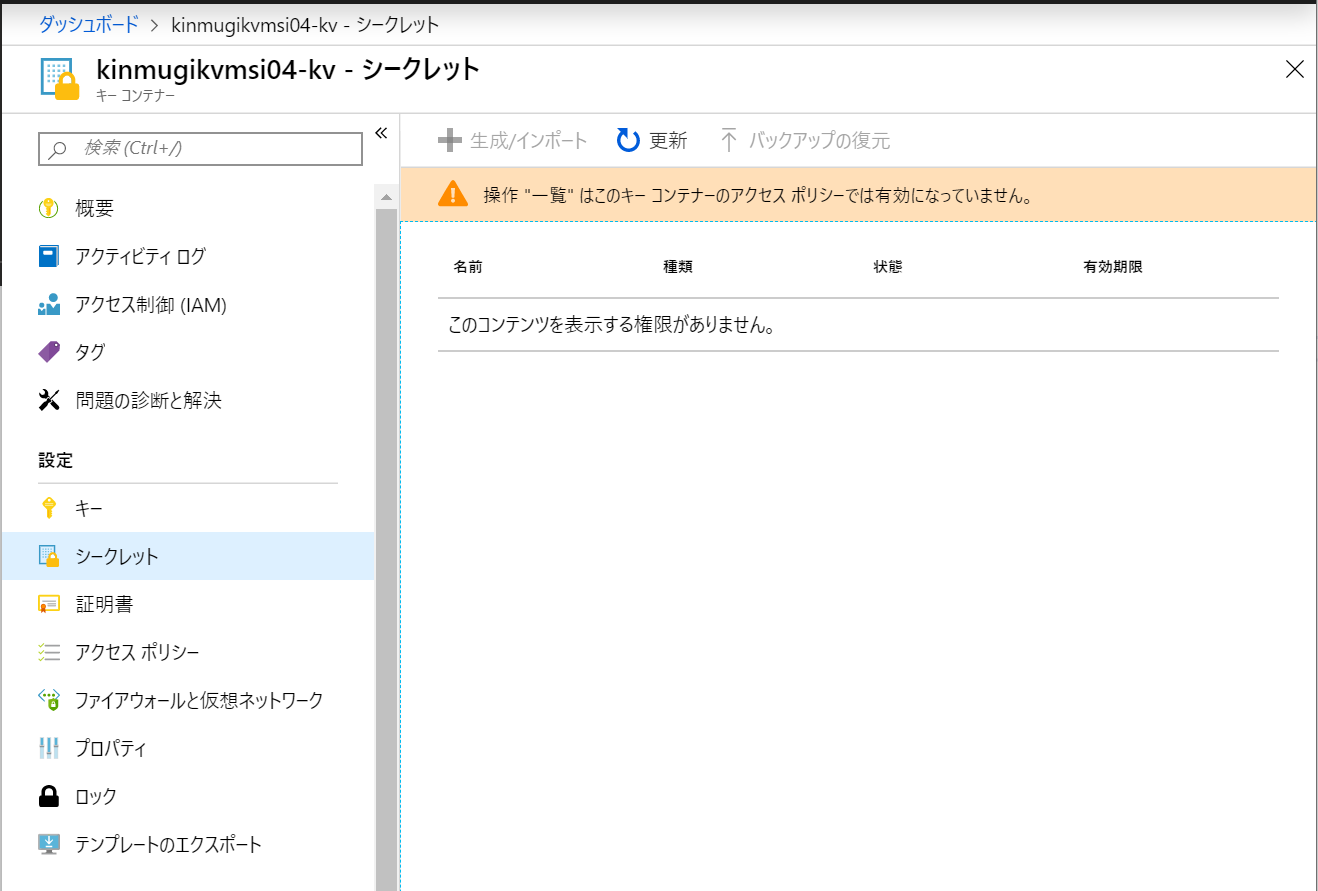 ダッシュボード > kinmugikvmsi04-kv - シークレット
kinmugikvmsi04-kv - シークレット
キー コンテナー
検索 (Ctrl+/)
«
概要
アクティビティ ログ
アクセス制御 (IAM)
タグ
問題の診断と解決
設定
キー
シークレット
証明書
アクセス ポリシー
ファイアウォールと仮想ネットワーク
プロパティ
ロック
テンプレートのエクスポート
生成/インポート 更新 バックアップの復元
操作 "一覧" はこのキー コンテナーのアクセス ポリシーでは有効になっていません。
名前 種類 状態 有効期限
このコンテンツを表示する権限がありません。